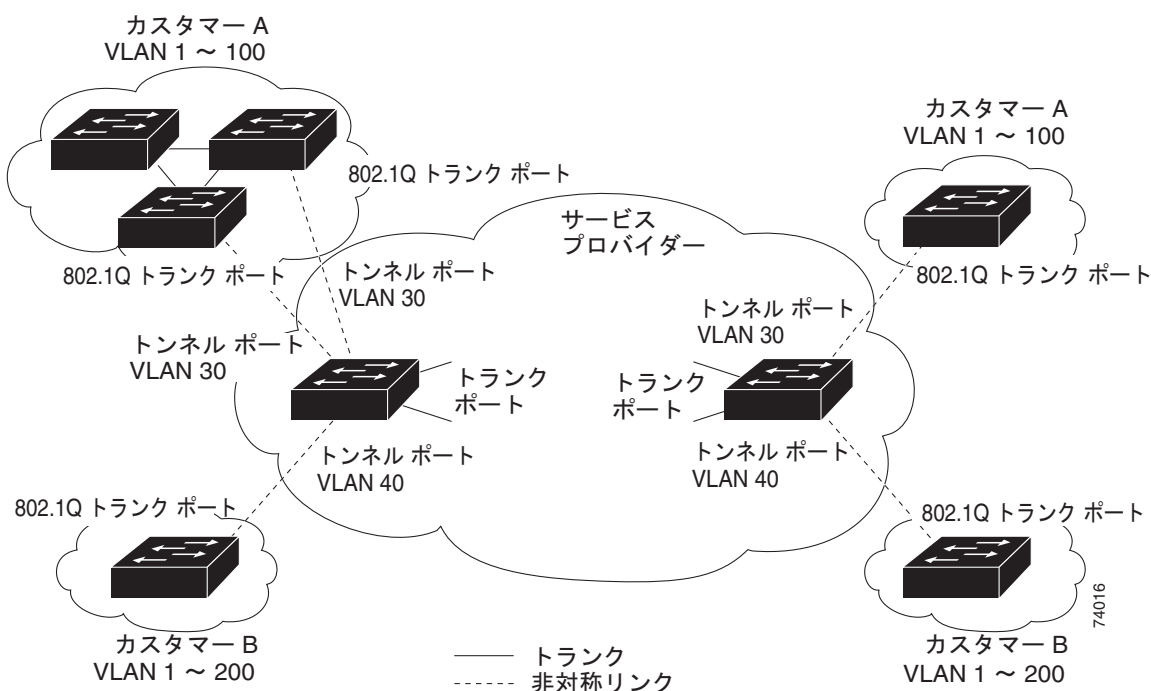 カスタマー A
VLAN 1 ~ 100
802.1Q トランク ポート
カスタマー A
VLAN 1 ~ 100
サービス
プロバイダー
802.1Q トランク ポート
トンネル ポート
VLAN 30
802.1Q トランク ポート
トンネル ポート
VLAN 30
トンネル ポート
VLAN 30
トランク
ポート
トランク
ポート
トンネル ポート
VLAN 40
トンネル ポート
VLAN 40
802.1Q トランク ポート
802.1Q トランク ポート
カスタマー B
VLAN 1 ~ 200
カスタマー B
VLAN 1 ~ 200
74016
トランク
非対称リンク